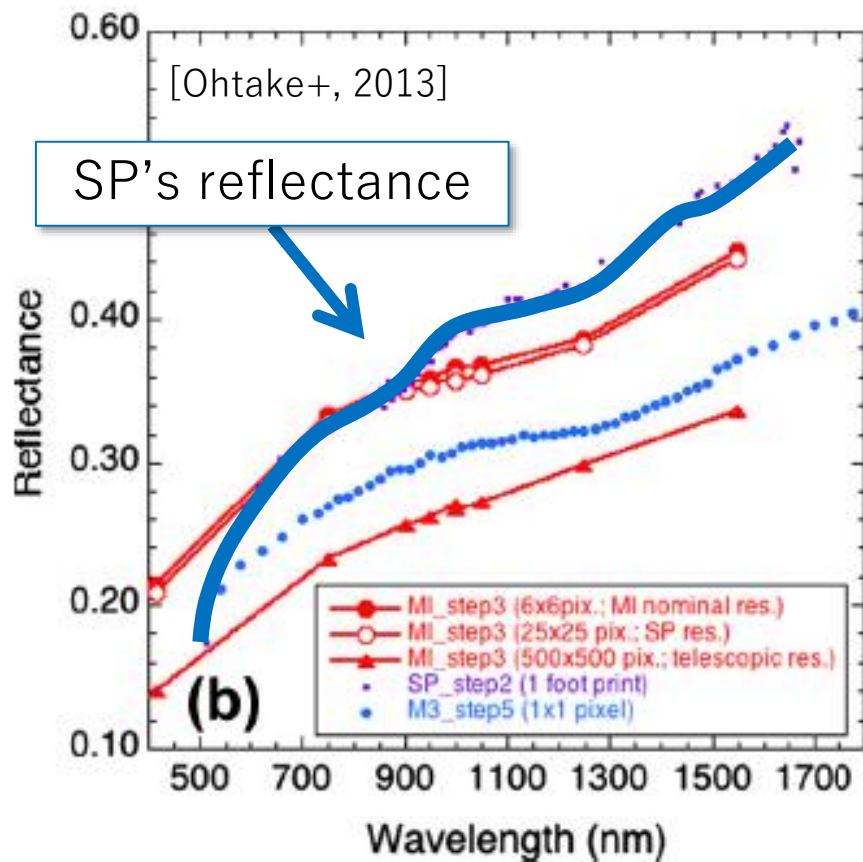 0.60
[Ohtake+, 2013]
SP's reflectance
0.40
0.30
0.20
0.10
Reflectance
(b)
MI_step3 (6x6pix.; MI nominal res.)
MI_step3 (25x25 pix.; SP res.)
MI_step3 (500x500 pix.; telescopic res.)
SP_step2 (1 foot print)
M3_step5 (1x1 pixel)
500 700 900 1100 1300 1500 1700
Wavelength (nm)